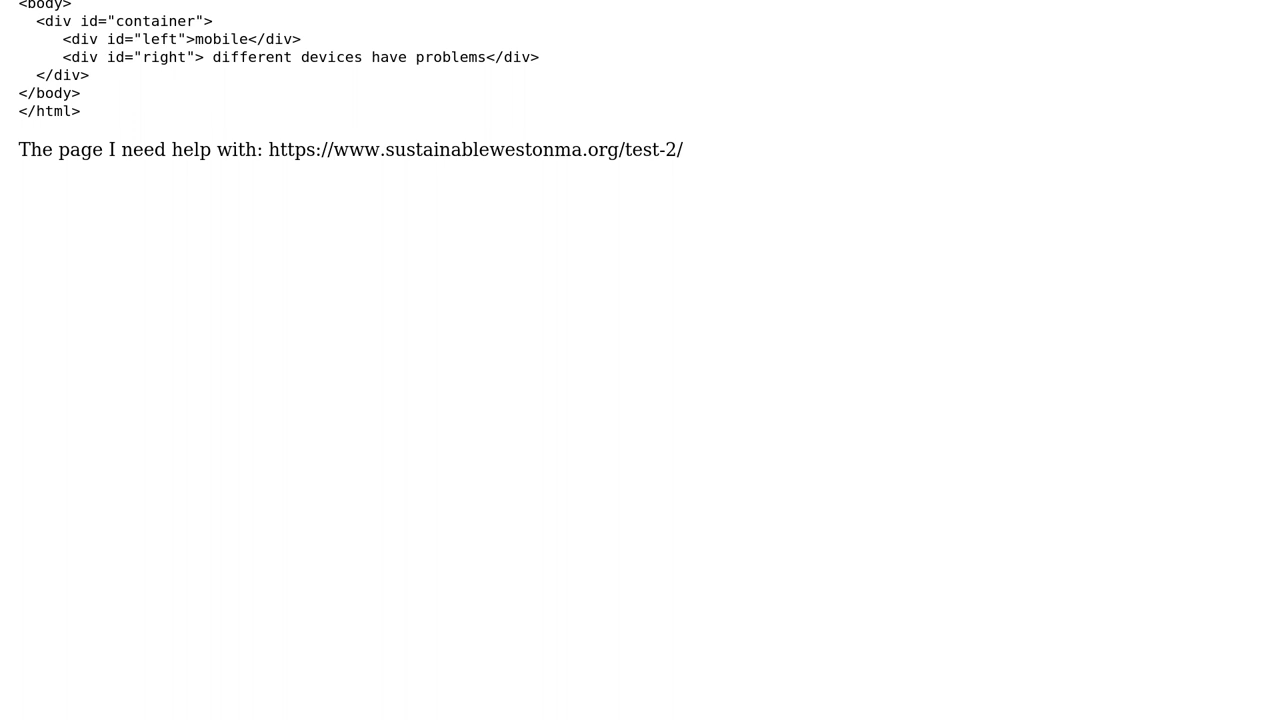 <body>
  <div id="container">
     <div id="left">mobile</div>
     <div id="right"> different devices have problems</div>
  </div>
</body>
</html>
The page I need help with: https://www.sustainablewestonma.org/test-2/